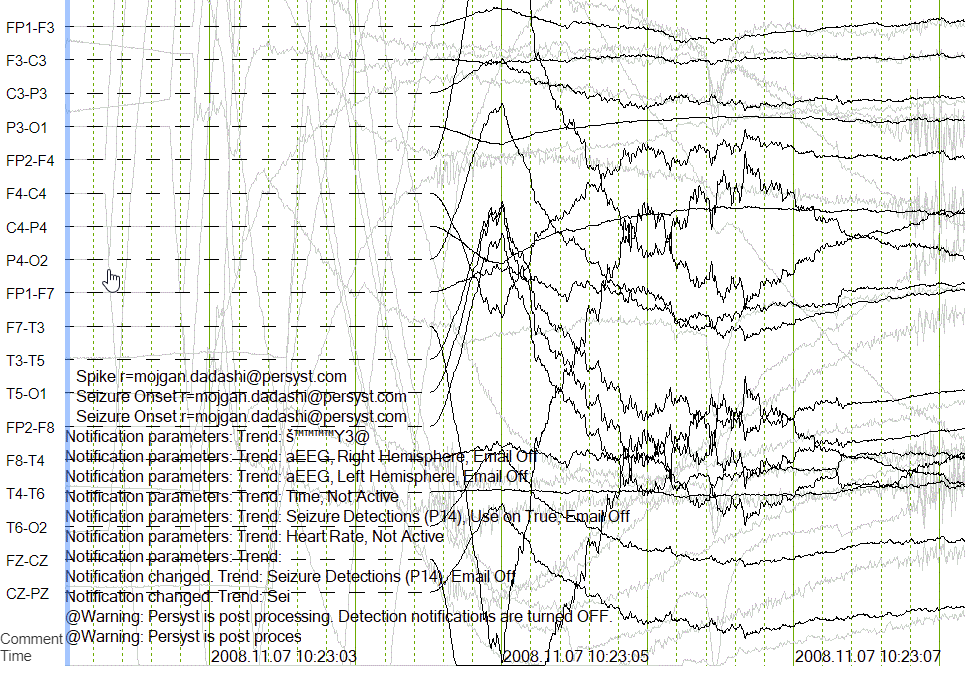 FP1-F3
F3-C3
C3-P3
P3-O1
FP2-F4
F4-C4
C4-P4
P4-O2
FP1-F7
F7-T3
T3-T5
Spike r=mojgan.dadashi@persyst.com
T5-O1
Seizure Onset r=mojgan.dadashi@persyst.com
Seizure Onset r=mojgan.dadashi@persyst.com
FP2-F8
Notification parameters: Trend: š™™™™Y3@
F8-T4
Notification parameters: Trend: aEEG, Right Hemisphere, Email Off
Notification parameters: Trend: aEEG, Left Hemisphere, Email Off
T4-T6
Notification parameters: Trend: Time, Not Active
Notification parameters: Trend: Seizure Detections (P14), Use on True, Email Off
T6-O2
Notification parameters: Trend: Heart Rate, Not Active
FZ-CZ
Notification parameters: Trend:
Notification changed. Trend: Seizure Detections (P14), Email Off
CZ-PZ
Notification changed. Trend: Sei
@Warning: Persyst is post processing. Detection notifications are turned OFF.
Comment @Warning: Persyst is post proces
Time 2008.11.07 10:23:03 2008.11.07 10:23:05 2008.11.07 10:23:07